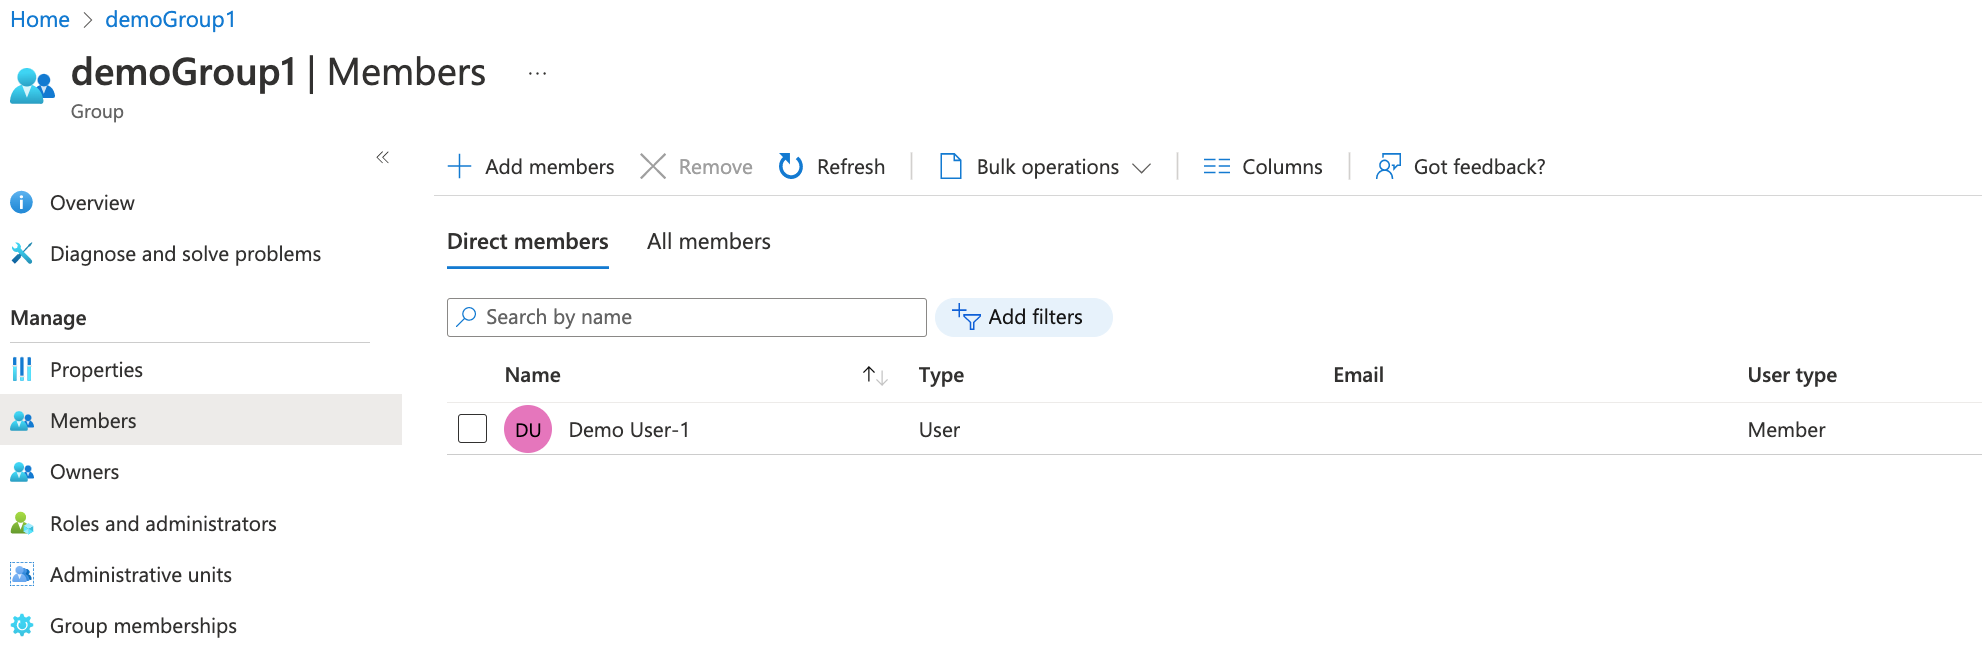 Home > demoGroup1
demoGroup1 | Members ...
Group
«
Add members Remove Refresh Bulk operations Columns Got feedback?
Overview
Diagnose and solve problems
Manage
Properties
Members
Owners
Roles and administrators
Administrative units
Group memberships
Direct members All members
Search by name Add filters
Name Type Email User type
DU Demo User-1 User Member